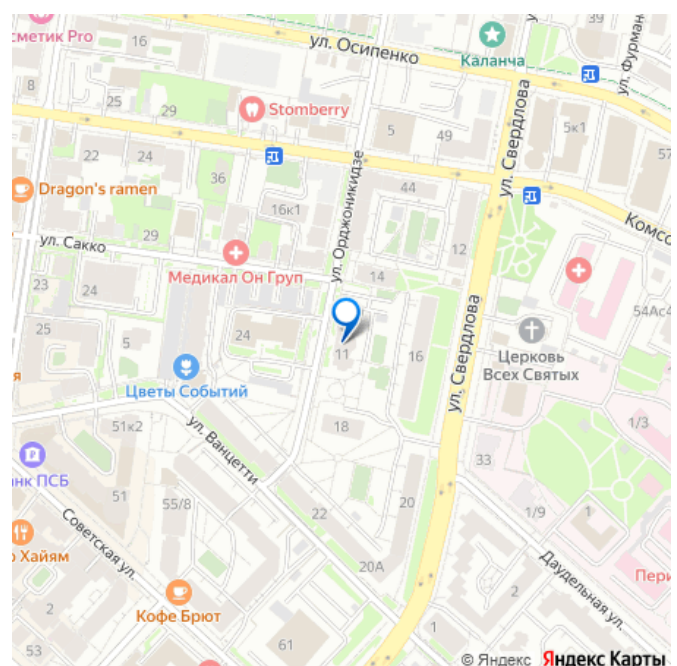 сметик Pro
16
ул. Осипенко
Каланча
39
ул. Фурман
8
25
29
Stomberry
5
49
ул. Свердлова
5к1
57
22
24
36
44
Dragon's ramen
16к1
ул. Орджоникидзе
Комсо
29
ул. Сакко
12
Медикал Он Груп
14
23
24
54Ас4
25
5
24
11
16
ул. Свердлова
Церковь
Всех Святых
я
Цветы Событий
51к2
ул. Ванцетти
18
1/3
33
нк ПСБ
51
55/8
22
20
1/9
1
Советская ул.
о Хайям
20А
Даудельная ул.
Пери
2
Кофе Брют
2
1
53
61
© Яндекс Яндекс Карты